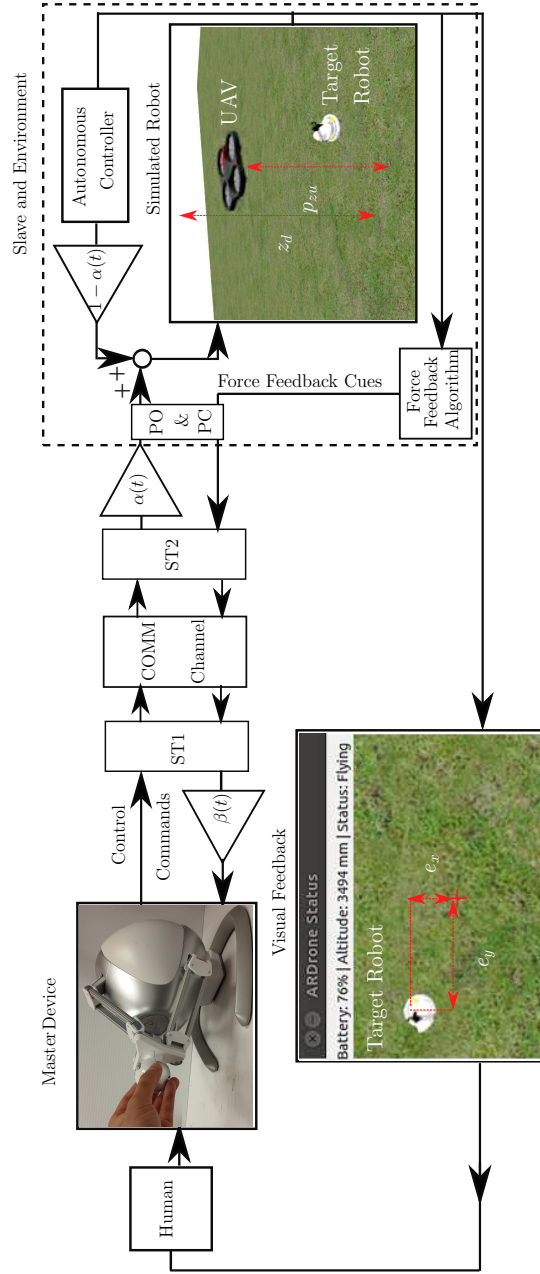 Slave and Environment
Master Device
Human
Control
Commands
ST1
COMM
Channel
ST2
α(t)
β(t)
PO
&
PC
++
1 − α(t)
Autonomous
Controller
Simulated Robot
UAV
Target
Robot
z_d
p_{zu}
Force Feedback Cues
Force
Feedback
Algorithm
Visual Feedback
ARDrone Status
Battery: 76% | Altitude: 3494 mm | Status: Flying
Target Robot
e_x
e_y